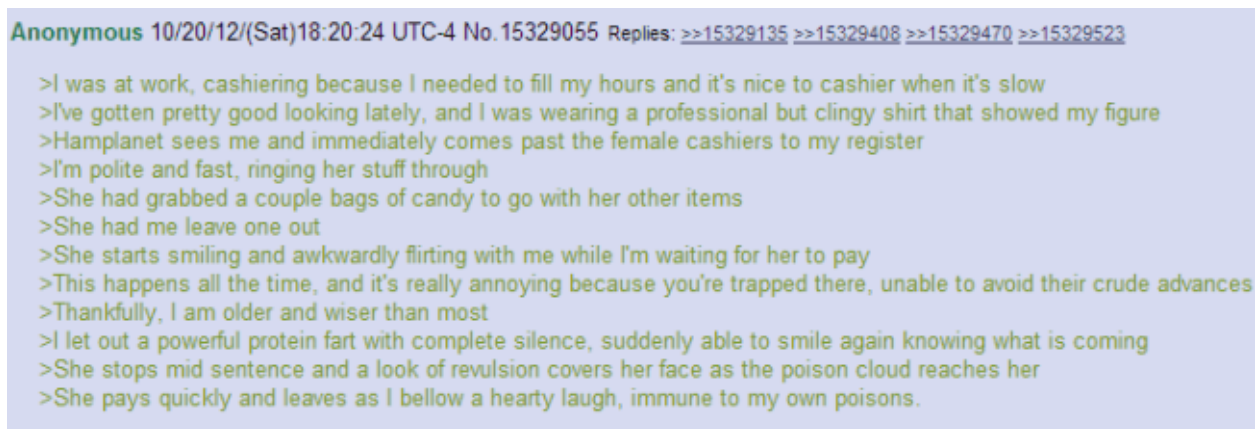 Anonymous 10/20/12/(Sat)18:20:24 UTC-4 No.15329055 Replies: >>15329135 >>15329408 >>15329470 >>15329523
>I was at work, cashiering because I needed to fill my hours and it's nice to cashier when it's slow
>I've gotten pretty good looking lately, and I was wearing a professional but clingy shirt that showed my figure
>Hamplanet sees me and immediately comes past the female cashiers to my register
>I'm polite and fast, ringing her stuff through
>She had grabbed a couple bags of candy to go with her other items
>She had me leave one out
>She starts smiling and awkwardly flirting with me while I'm waiting for her to pay
>This happens all the time, and it's really annoying because you're trapped there, unable to avoid their crude advances
>Thankfully, I am older and wiser than most
>I let out a powerful protein fart with complete silence, suddenly able to smile again knowing what is coming
>She stops mid sentence and a look of revulsion covers her face as the poison cloud reaches her
>She pays quickly and leaves as I bellow a hearty laugh, immune to my own poisons.